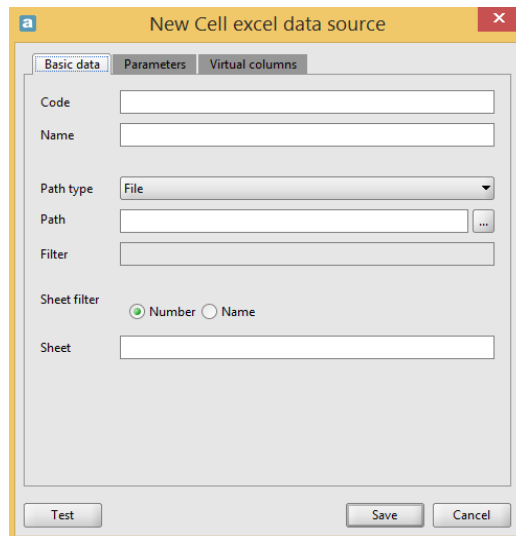 a New Cell excel data source x
Basic data Parameters Virtual columns
Code
Name
Path type File
Path ...
Filter
Sheet filter
Number Name
Sheet
Test Save Cancel